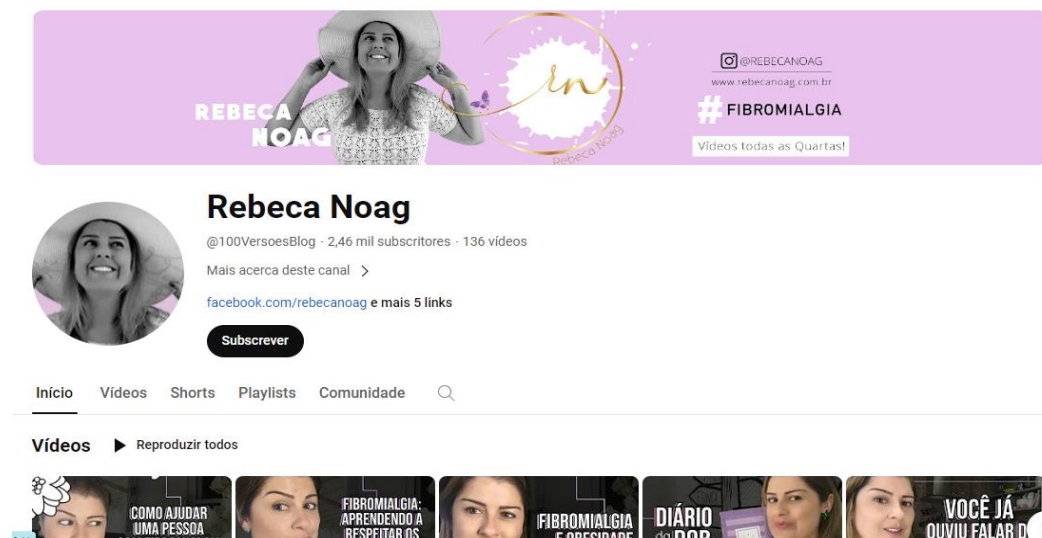 REBECA
NOAG
rn
Rebeca Noag
@REBECANOAG
www.rebecanoag.com.br
# FIBROMIALGIA
Vídeos todas as Quartas!
Rebeca Noag
@100VersoesBlog · 2,46 mil subscritores · 136 vídeos
Mais acerca deste canal
facebook.com/rebecanoag e mais 5 links
Subscrever
Início Vídeos Shorts Playlists Comunidade
Vídeos Reproduzir todos
COMO AJUDAR
UMA PESSOA
FIBROMIALGIA:
APRENDENDO A
RESPEITAR OS
FIBROMIALGIA
E OBESIDADE
DIÁRIO
da DOR
VOCÊ JÁ
OUVIU FALAR